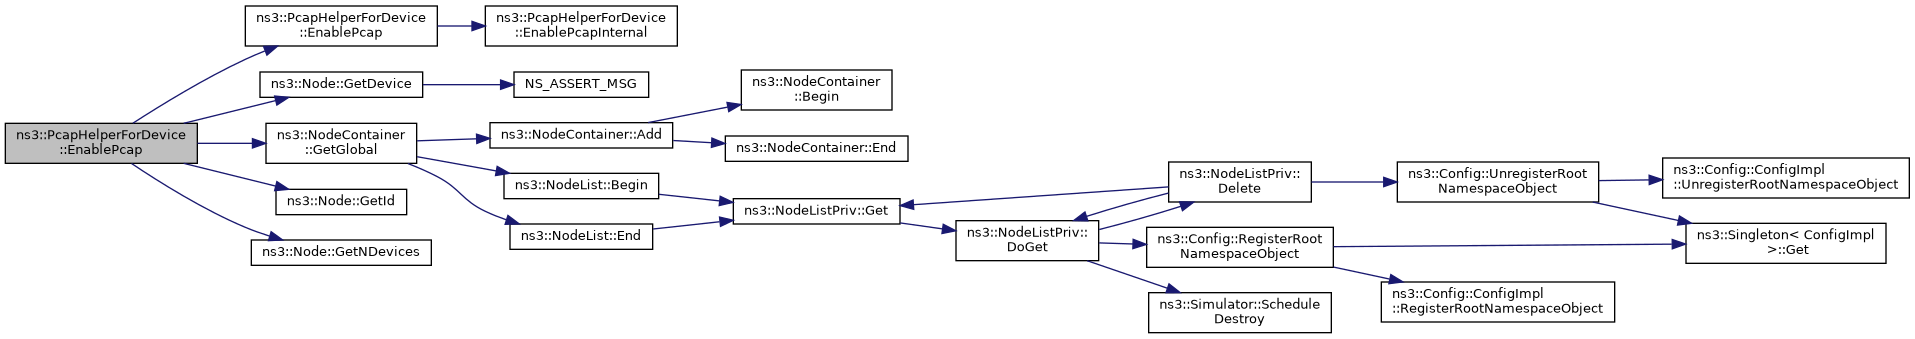 ns3::PcapHelperForDevice
::EnablePcap
ns3::PcapHelperForDevice
::EnablePcap
ns3::PcapHelperForDevice
::EnablePcapInternal
ns3::Node::GetDevice
NS_ASSERT_MSG
ns3::NodeContainer
::GetGlobal
ns3::NodeContainer::Add
ns3::NodeContainer
::Begin
ns3::NodeContainer::End
ns3::NodeList::Begin
ns3::NodeList::End
ns3::NodeListPriv::Get
ns3::NodeListPriv::
DoGet
ns3::NodeListPriv::
Delete
ns3::Config::UnregisterRoot
NamespaceObject
ns3::Config::ConfigImpl
::UnregisterRootNamespaceObject
ns3::Singleton< ConfigImpl
>::Get
ns3::Config::RegisterRoot
NamespaceObject
ns3::Config::ConfigImpl
::RegisterRootNamespaceObject
ns3::Simulator::Schedule
Destroy
ns3::Node::GetId
ns3::Node::GetNDevices